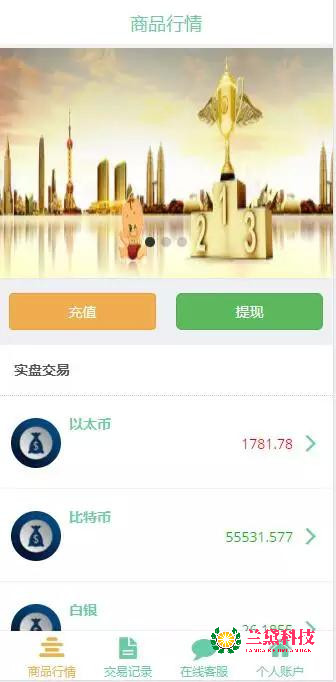 商品行情
2 1 3
充值
提现
实盘交易
以太币
1781.78
比特币
55531.577
白银
26.1855
兰黛科技
商品行情
交易记录
在线客服
个人账户